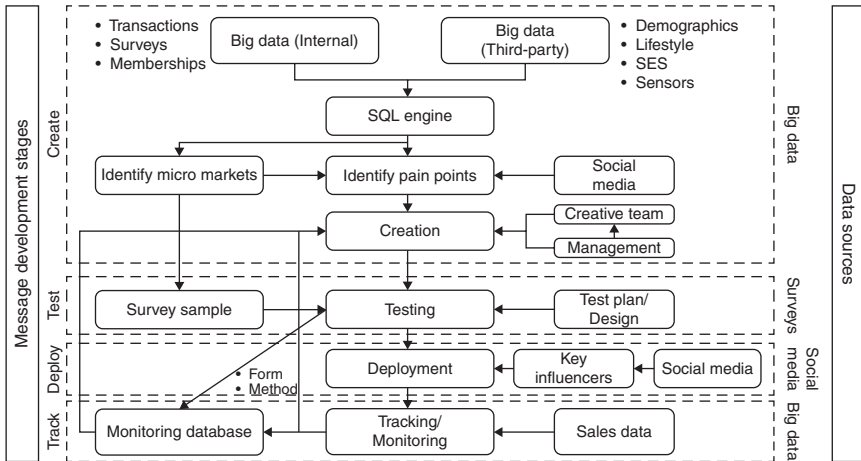 Message development stages
Create
Test
Deploy
Track
• Transactions
• Surveys
• Memberships
Big data (Internal)
Big data
(Third-party)
• Demographics
• Lifestyle
• SES
• Sensors
SQL engine
Identify micro markets
Identify pain points
Social
media
Creation
Creative team
Management
Survey sample
Testing
Test plan/
Design
• Form
• Method
Deployment
Key
influencers
Social media
Monitoring database
Tracking/
Monitoring
Sales data
Big data
Surveys
Social
media
Big data
Data sources